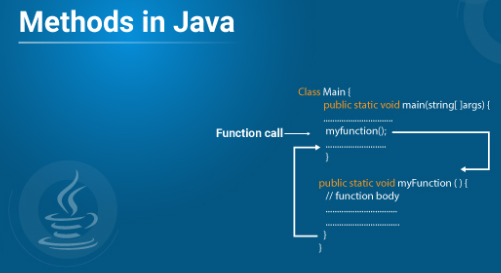 Methods in Java
Class Main {
public static void main(string[ ]args) {
................................
Function call
myfunction();
............................
}
public static void myFunction ( ) {
// function body
.................................
..................................
}
}